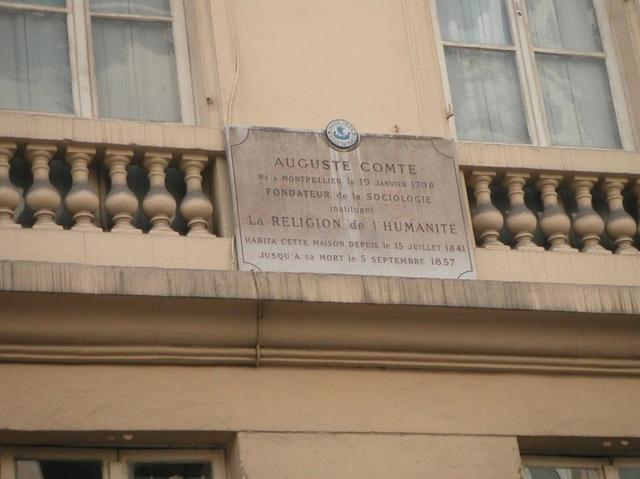 AUGUSTE COMTE
Né A MONTPELLIER, le 19 JANVIER 1798
FONDATEUR de la SOCIOLOGIE
instituant
La RELIGION de l'HUMANITE
HABITA CETTE MAISON DEPUIS le 15 JUILLET 1841
JUSQU'A sa MORT le 5 SEPTEMBRE 1857